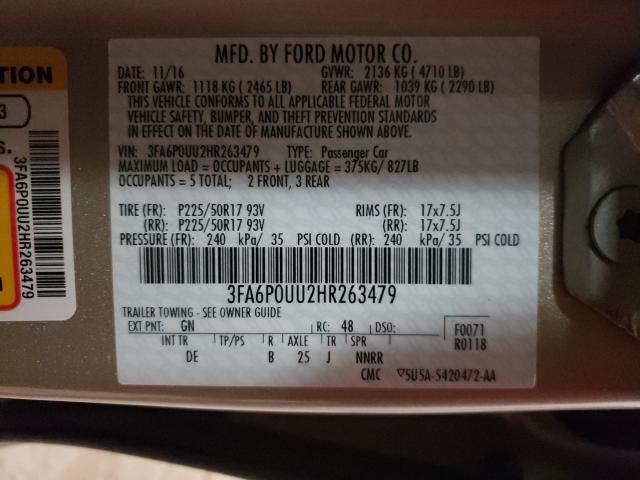 TION
3
s.
3FA6P0UU2HR263479
MFD. BY FORD MOTOR CO.
DATE: 11/16 GVWR: 2136 KG ( 4710 LB)
FRONT GAWR: 1118 KG ( 2465 LB) REAR GAWR: 1039 KG ( 2290 LB)
THIS VEHICLE CONFORMS TO ALL APPLICABLE FEDERAL MOTOR
VEHICLE SAFETY, BUMPER, AND THEFT PREVENTION STANDARDS
IN EFFECT ON THE DATE OF MANUFACTURE SHOWN ABOVE.
VIN: 3FA6P0UU2HR263479 TYPE: Passenger Car
MAXIMUM LOAD = OCCUPANTS + LUGGAGE = 375KG/ 827LB
OCCUPANTS = 5 TOTAL; 2 FRONT, 3 REAR
TIRE (FR): P225/50R17 93V RIMS (FR): 17x7.5J
(RR): P225/50R17 93V (RR): 17x7.5J
PRESSURE (FR): 240 kPa/ 35 PSI COLD (RR): 240 kPa/ 35 PSI COLD
3FA6P0UU2HR263479
TRAILER TOWING - SEE OWNER GUIDE
EXT PNT: GN RC: 48 DSO: F0071
INT TR TP/PS R AXLE TR SPR R0118
DE B 25 J NNRR
CMC ▽5U5A-5420472-AA